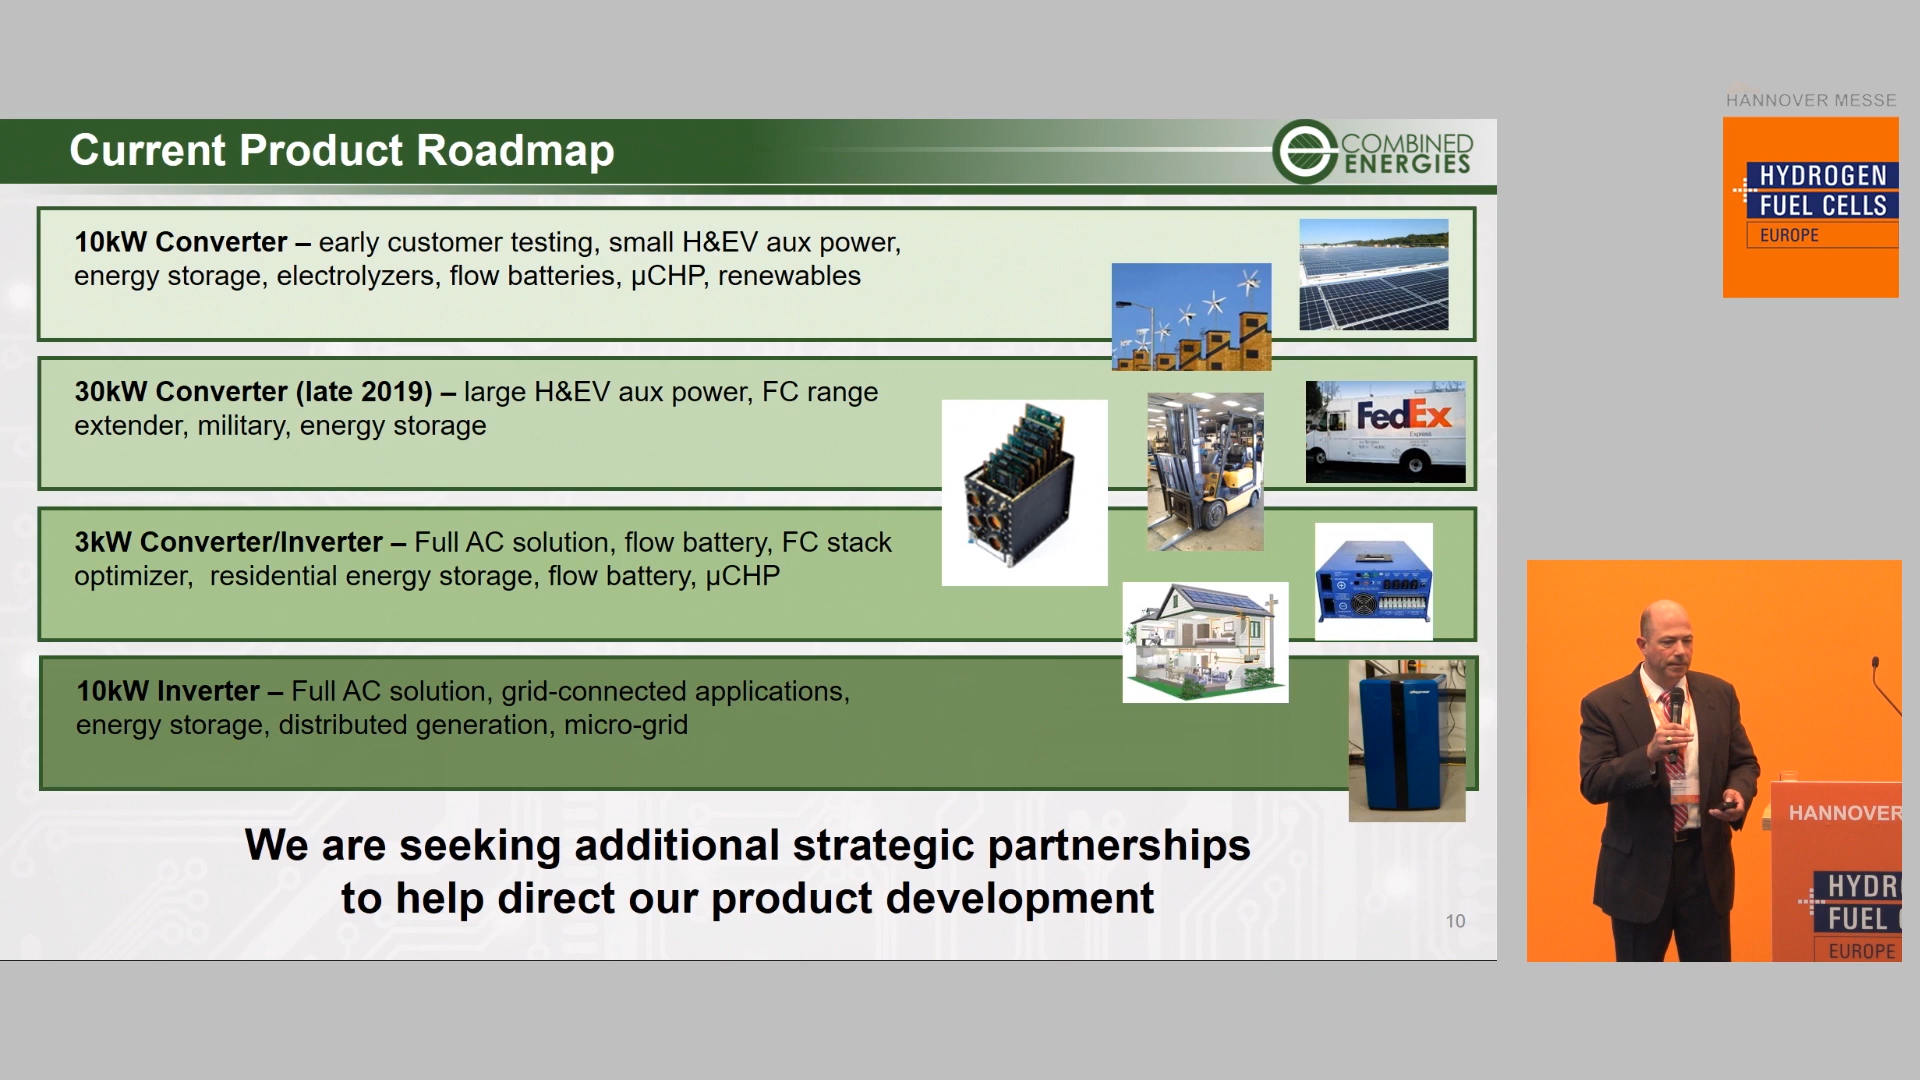 HANNOVER MESSE
HYDROGEN
FUEL CELLS
EUROPE
Current Product Roadmap
COMBINED
ENERGIES
10kW Converter – early customer testing, small H&EV aux power,
energy storage, electrolyzers, flow batteries, µCHP, renewables
30kW Converter (late 2019) – large H&EV aux power, FC range
extender, military, energy storage
FedEx
Express
3kW Converter/Inverter – Full AC solution, flow battery, FC stack
optimizer,  residential energy storage, flow battery, µCHP
10kW Inverter – Full AC solution, grid-connected applications,
energy storage, distributed generation, micro-grid
We are seeking additional strategic partnerships
to help direct our product development
10
HANNOVER
HYDR
FUEL C
EUROPE